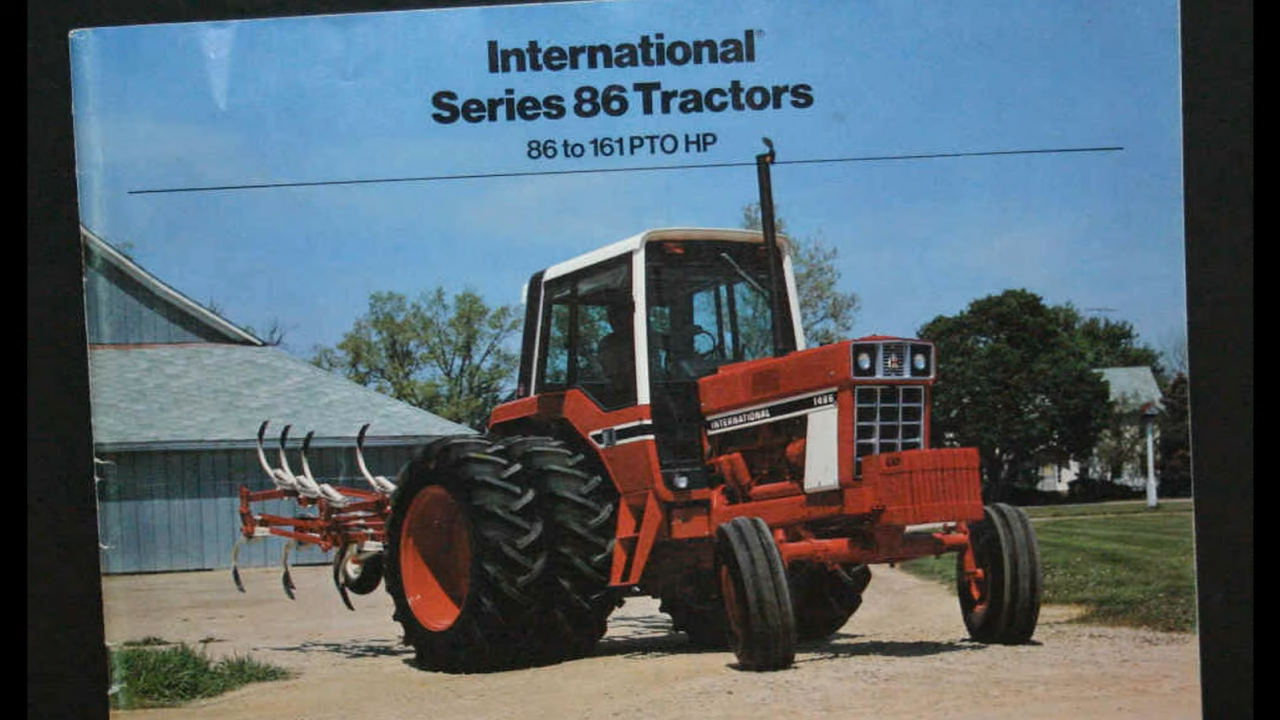 International®
Series 86 Tractors
86 to 161 PTO HP
INTERNATIONAL 1486